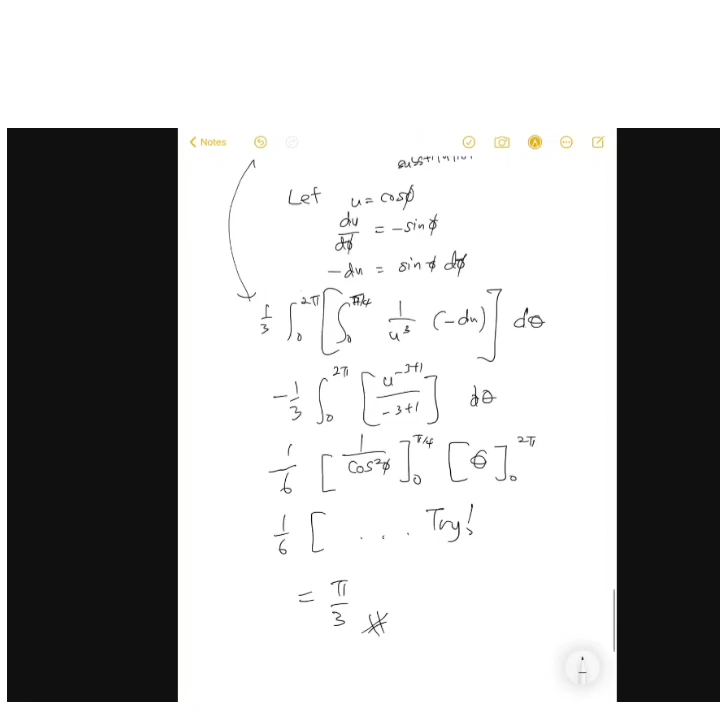 Notes
substitution
Let u = cosϕ
du/dϕ = -sinϕ
-du = sinϕ dϕ
1/3 ∫₀^2π [∫₀^π/4 1/u³ (-du)] dθ
-1/3 ∫₀^2π [u^-3+1/-3+1] dθ
1/6 [1/cos²ϕ]₀^π/4 [θ]₀^2π
1/6 [ . . . Try!
= π/3 #